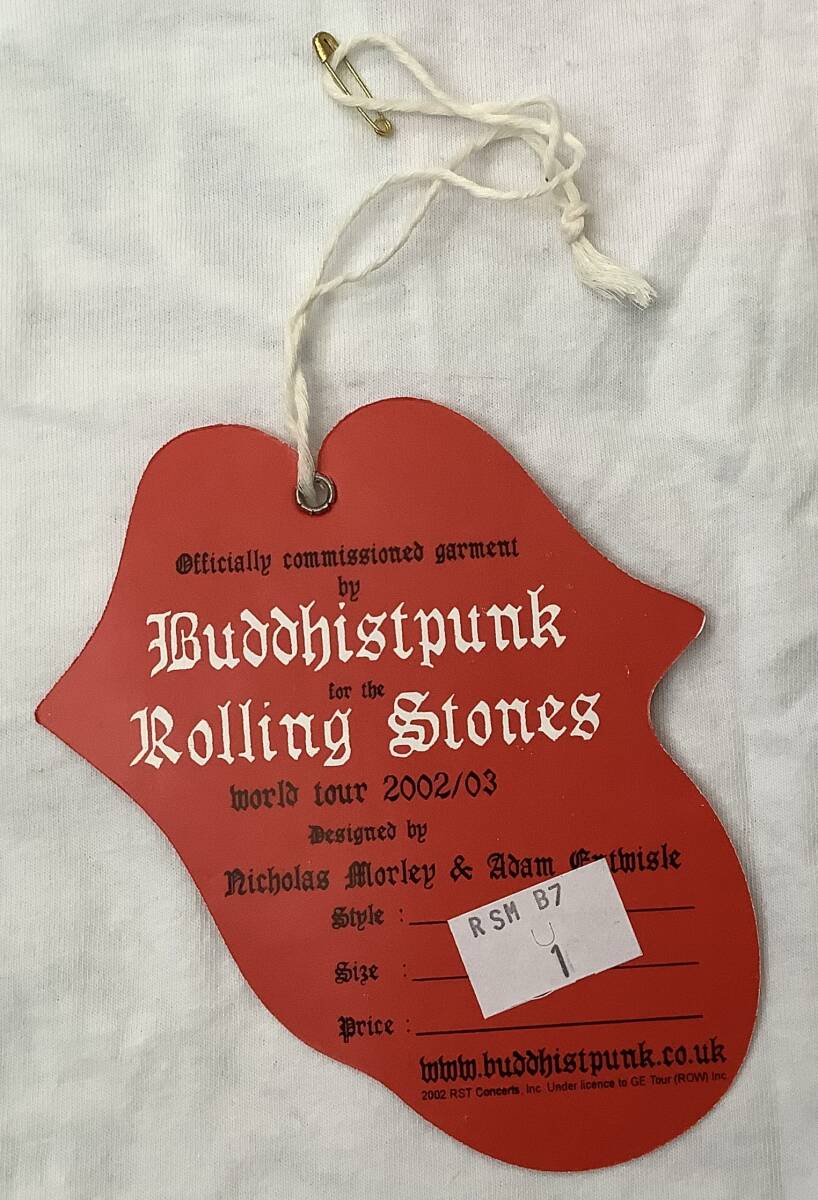 Officially commissioned garment
by
Buddhistpunk
for the
Rolling Stones
world tour 2002/03
Designed by
Nicholas Morley & Adam Entwisle
Style :
RSM B7
Size :
1
Price :
www.buddhistpunk.co.uk
2002 RST Concerts, Inc. Under licence to GE Tour (ROW) Inc.